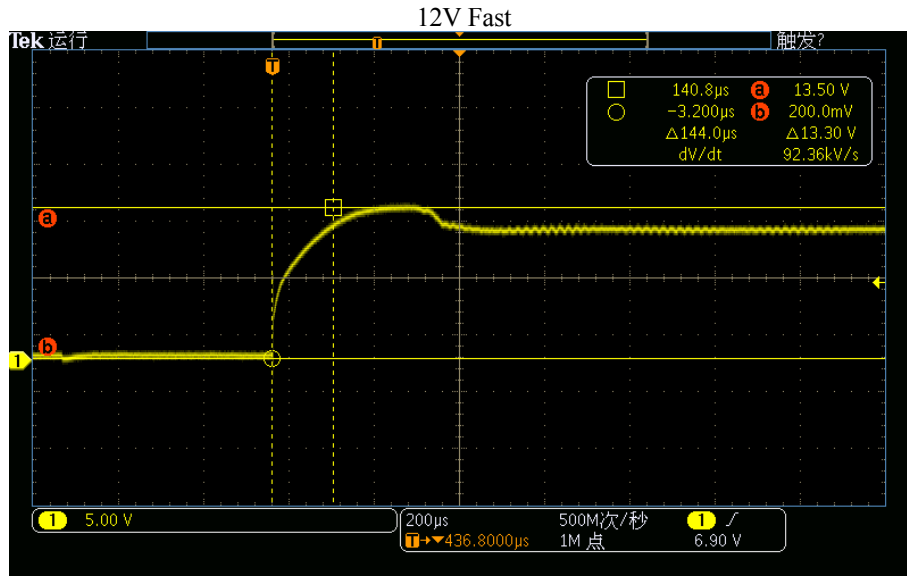 12V Fast
Tek 运行 触发?
T
T
140.8µs a 13.50 V
−3.200µs b 200.0mV
△144.0µs △13.30 V
dV/dt 92.36kV/s
a
b
1
1 5.00 V 200µs 500M次/秒 1 ∫
T→▼436.8000µs 1M 点 6.90 V